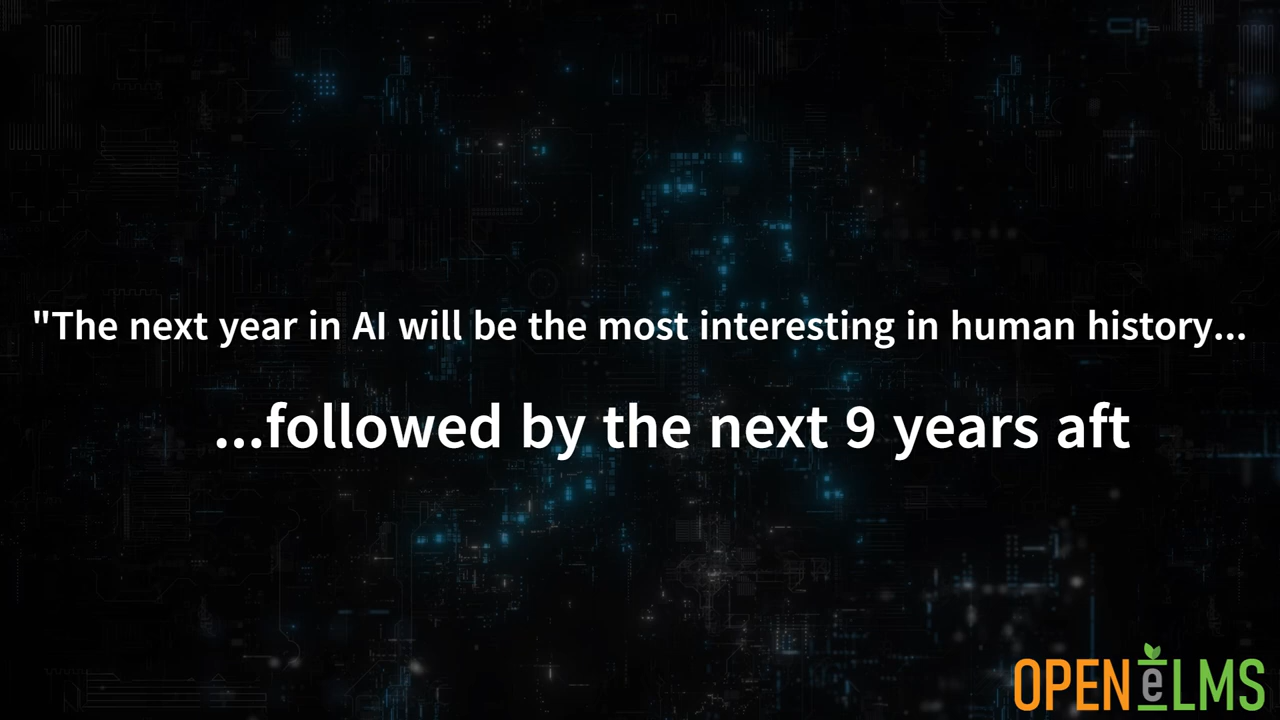 "The next year in AI will be the most interesting in human history...
...followed by the next 9 years aft
OPEN eLMS